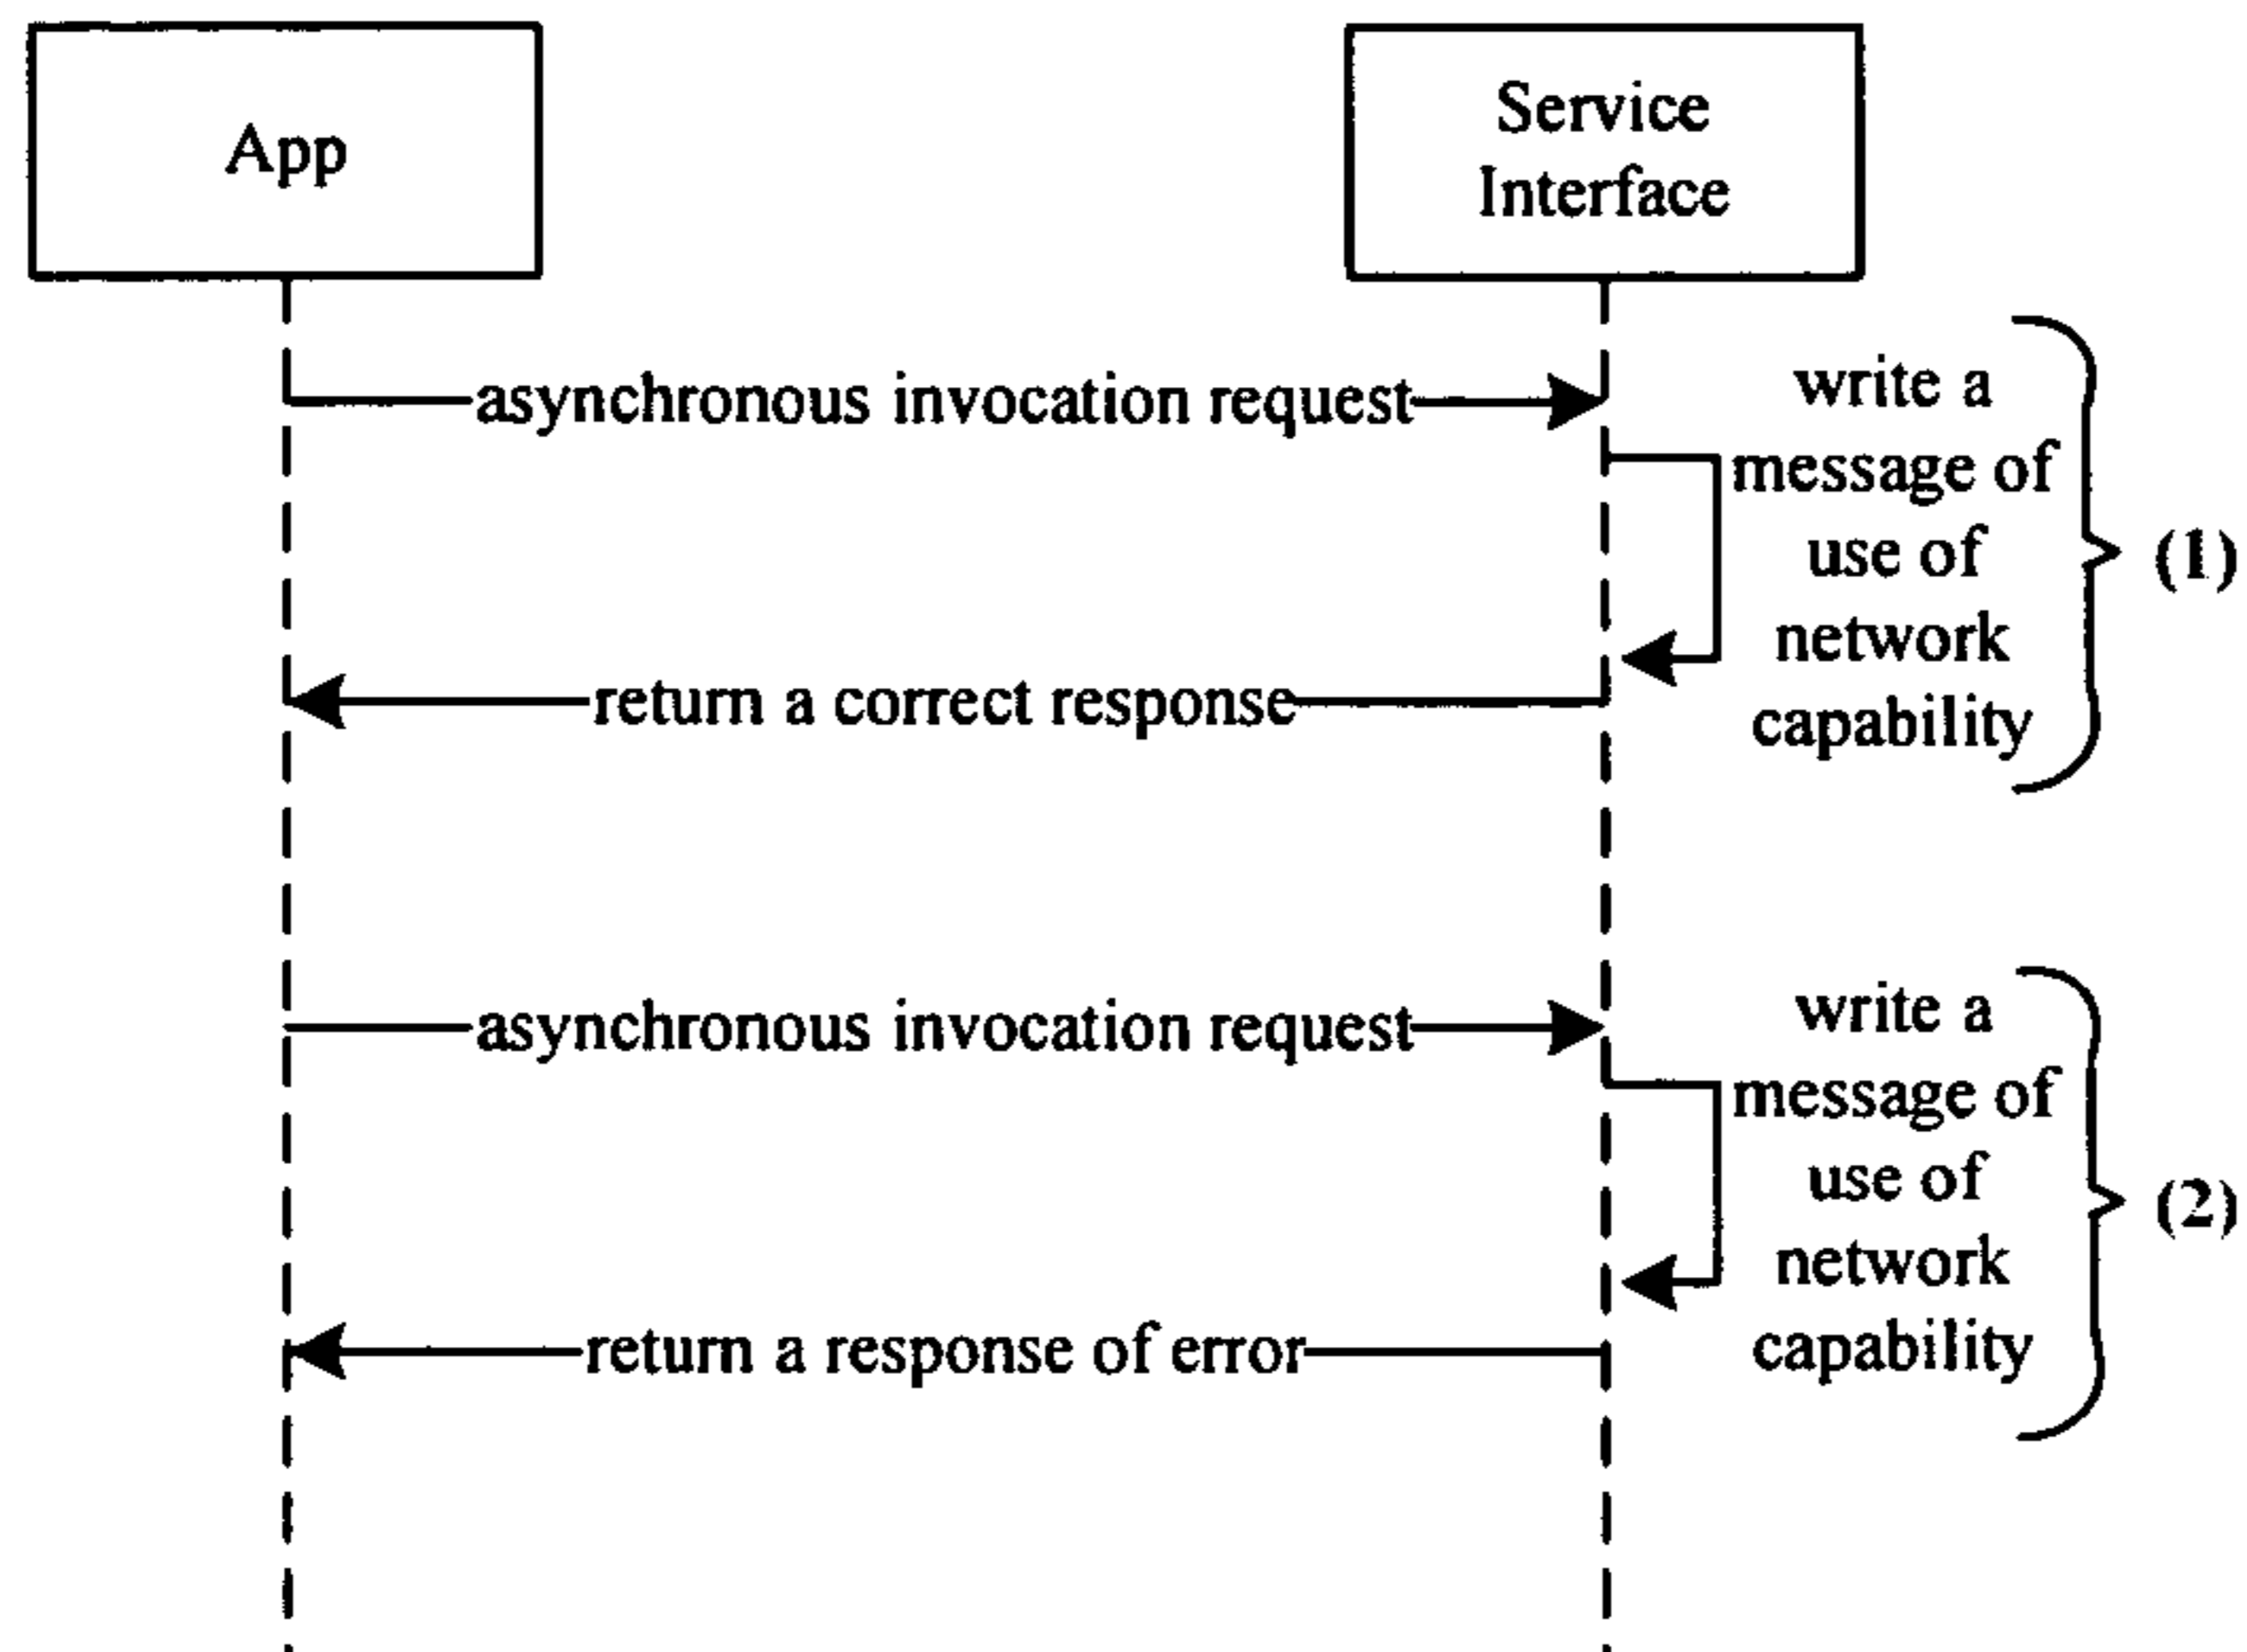 App
Service
Interface
asynchronous invocation request
write a
message of
use of
network
capability
(1)
return a correct response
asynchronous invocation request
write a
message of
use of
network
capability
(2)
return a response of error